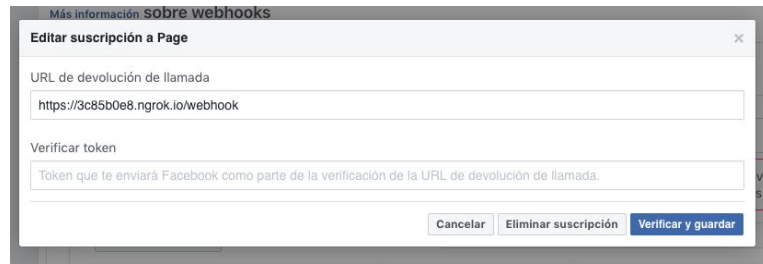 Más información sobre webhooks
Editar suscripción a Page
×
URL de devolución de llamada
https://3c85b0e8.ngrok.io/webhook
Verificar token
Token que te enviará Facebook como parte de la verificación de la URL de devolución de llamada.
Cancelar Eliminar suscripción Verificar y guardar